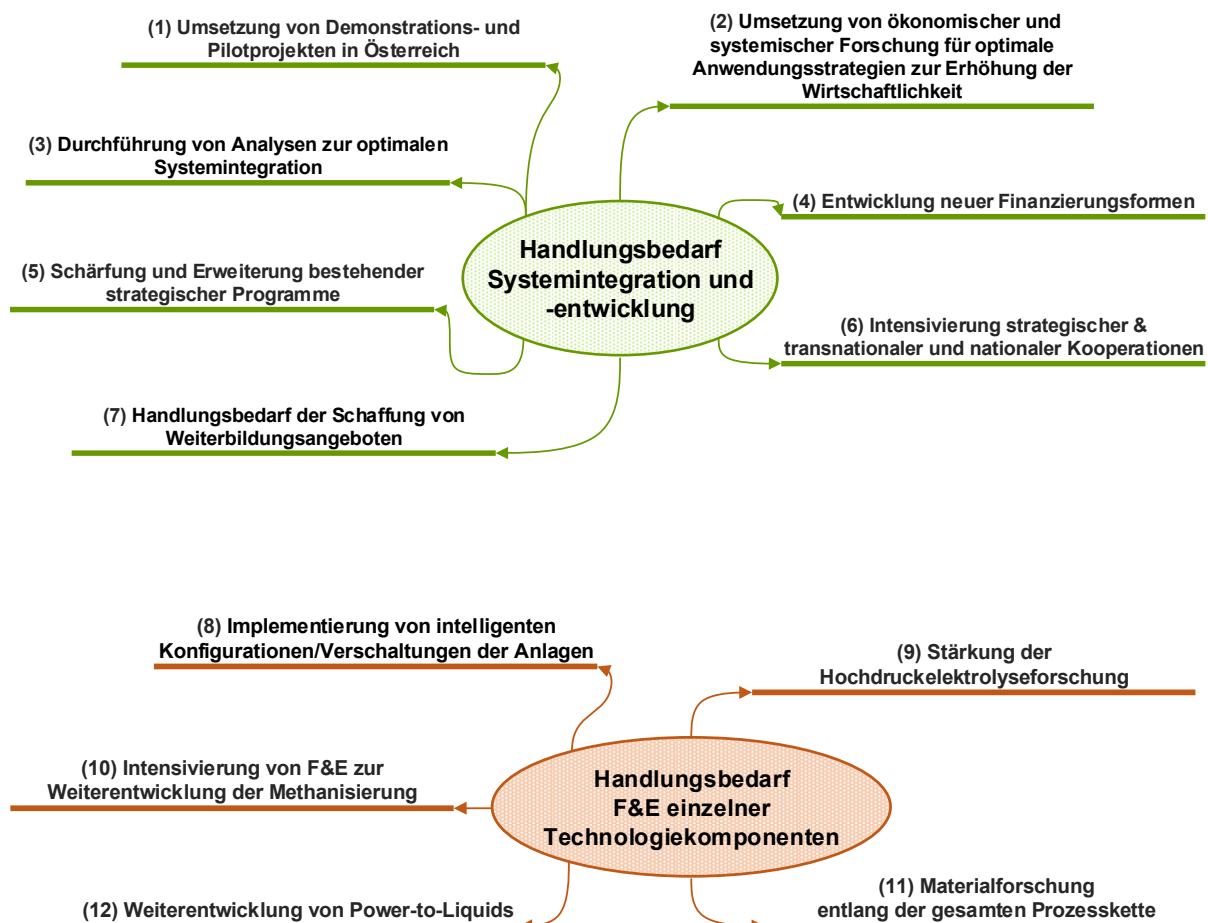 (1) Umsetzung von Demonstrations- und
Pilotprojekten in Österreich
(2) Umsetzung von ökonomischer und
systemischer Forschung für optimale
Anwendungsstrategien zur Erhöhung der
Wirtschaftlichkeit
(3) Durchführung von Analysen zur optimalen
Systemintegration
(4) Entwicklung neuer Finanzierungsformen
Handlungsbedarf
Systemintegration und
-entwicklung
(5) Schärfung und Erweiterung bestehender
strategischer Programme
(6) Intensivierung strategischer &
transnationaler und nationaler Kooperationen
(7) Handlungsbedarf der Schaffung von
Weiterbildungsangeboten
(8) Implementierung von intelligenten
Konfigurationen/Verschaltungen der Anlagen
(9) Stärkung der
Hochdruckelektrolyseforschung
(10) Intensivierung von F&E zur
Weiterentwicklung der Methanisierung
Handlungsbedarf
F&E einzelner
Technologiekomponenten
(11) Materialforschung
entlang der gesamten Prozesskette
(12) Weiterentwicklung von Power-to-Liquids